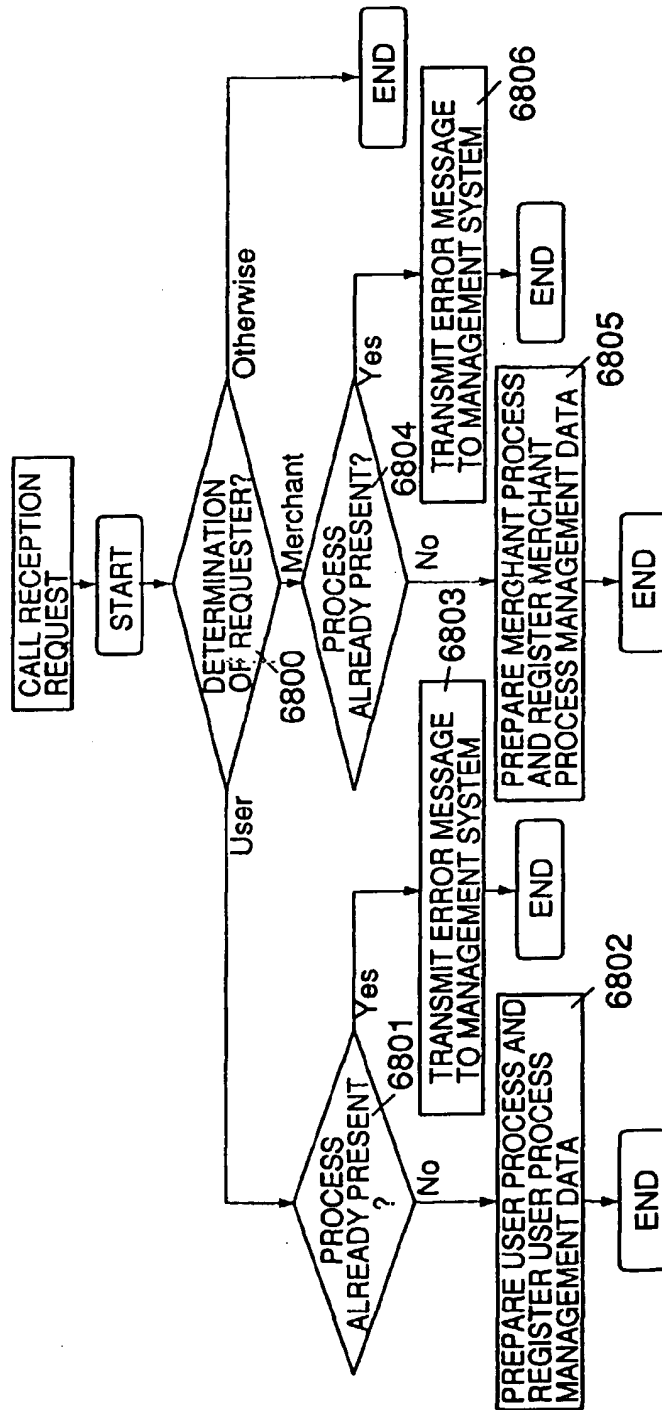 CALL RECEPTION
REQUEST
START
DETERMINATION
OF REQUESTER?
6800
User
Merchant
Otherwise
END
PROCESS
ALREADY PRESENT
?
6801
Yes
No
PROCESS
ALREADY PRESENT?
6804
Yes
No
TRANSMIT ERROR MESSAGE
TO MANAGEMENT SYSTEM
6803
END
TRANSMIT ERROR MESSAGE
TO MANAGEMENT SYSTEM
6806
END
PREPARE USER PROCESS AND
REGISTER USER PROCESS
MANAGEMENT DATA
6802
END
PREPARE MERCHANT PROCESS
AND REGISTER MERCHANT
PROCESS MANAGEMENT DATA
6805
END